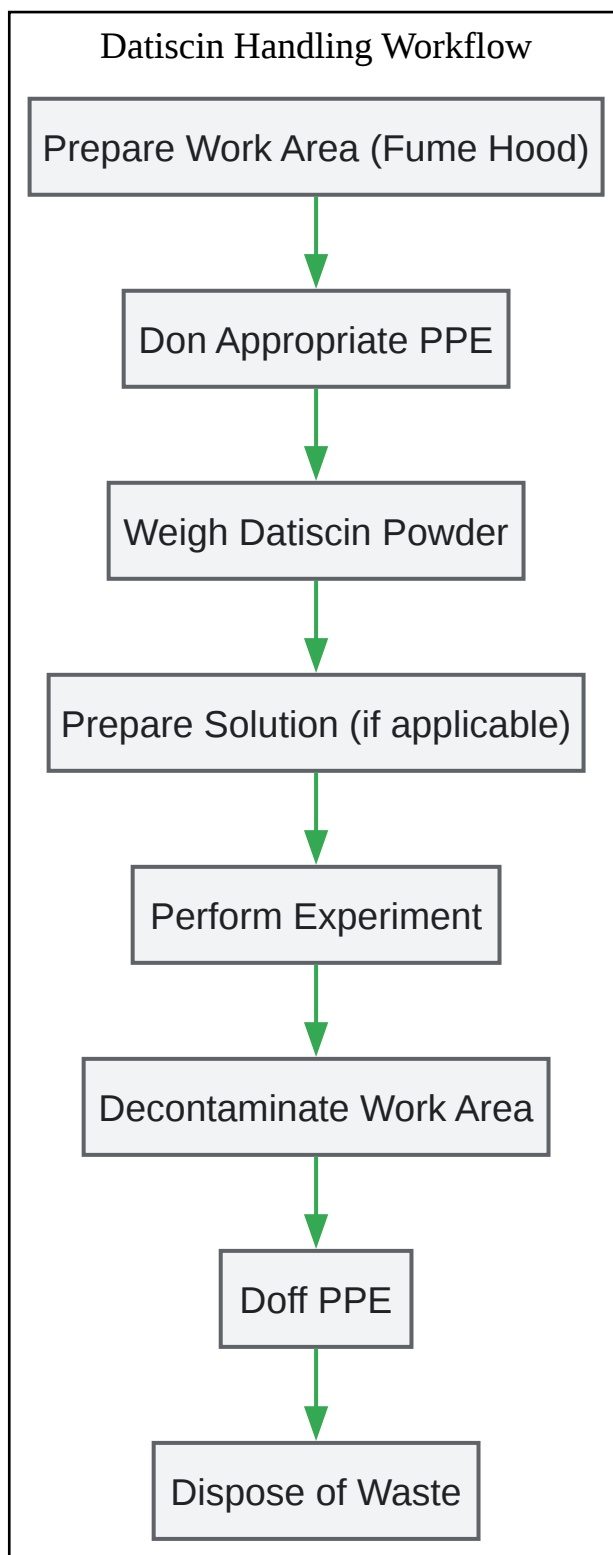 Datiscin Handling Workflow
Prepare Work Area (Fume Hood)
Don Appropriate PPE
Weigh Datiscin Powder
Prepare Solution (if applicable)
Perform Experiment
Decontaminate Work Area
Doff PPE
Dispose of Waste